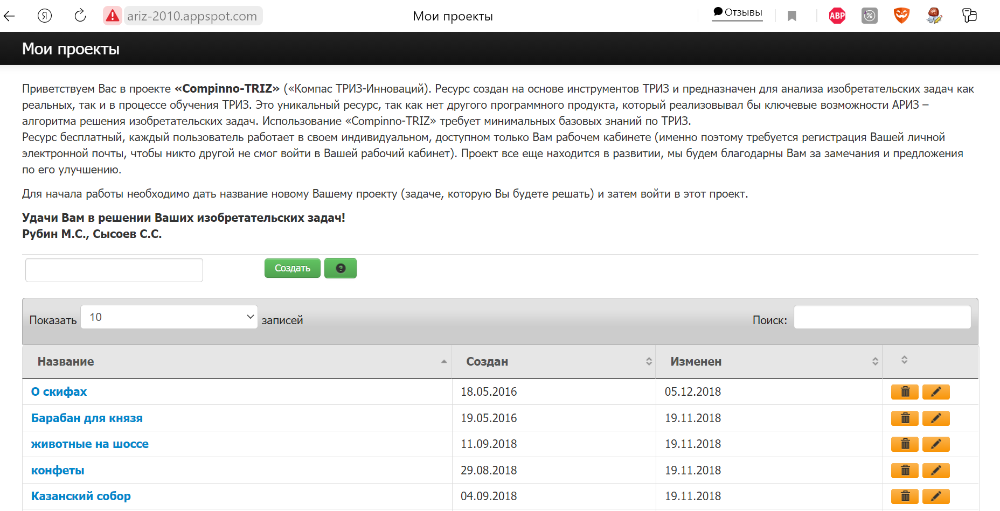 Я
ariz-2010.appspot.com
Мои проекты
Отзывы
ABP
Мои проекты
Приветствуем Вас в проекте «Compinno-TRIZ» («Компас ТРИЗ-Инноваций). Ресурс создан на основе инструментов ТРИЗ и предназначен для анализа изобретательских задач как
реальных, так и в процессе обучения ТРИЗ. Это уникальный ресурс, так как нет другого программного продукта, который реализовывал бы ключевые возможности АРИЗ –
алгоритма решения изобретательских задач. Использование «Compinno-TRIZ» требует минимальных базовых знаний по ТРИЗ.
Ресурс бесплатный, каждый пользователь работает в своем индивидуальном, доступном только Вам рабочем кабинете (именно поэтому требуется регистрация Вашей личной
электронной почты, чтобы никто другой не смог войти в Вашей рабочий кабинет). Проект все еще находится в развитии, мы будем благодарны Вам за замечания и предложения
по его улучшению.
Для начала работы необходимо дать название новому Вашему проекту (задаче, которую Вы будете решать) и затем войти в этот проект.
Удачи Вам в решении Ваших изобретательских задач!
Рубин М.С., Сысоев С.С.
Создать ?
Показать 10 записей Поиск:
Название Создан Изменен
О скифах 18.05.2016 05.12.2018
Барабан для князя 19.05.2016 19.11.2018
животные на шоссе 11.09.2018 19.11.2018
конфеты 29.08.2018 19.11.2018
Казанский собор 04.09.2018 19.11.2018